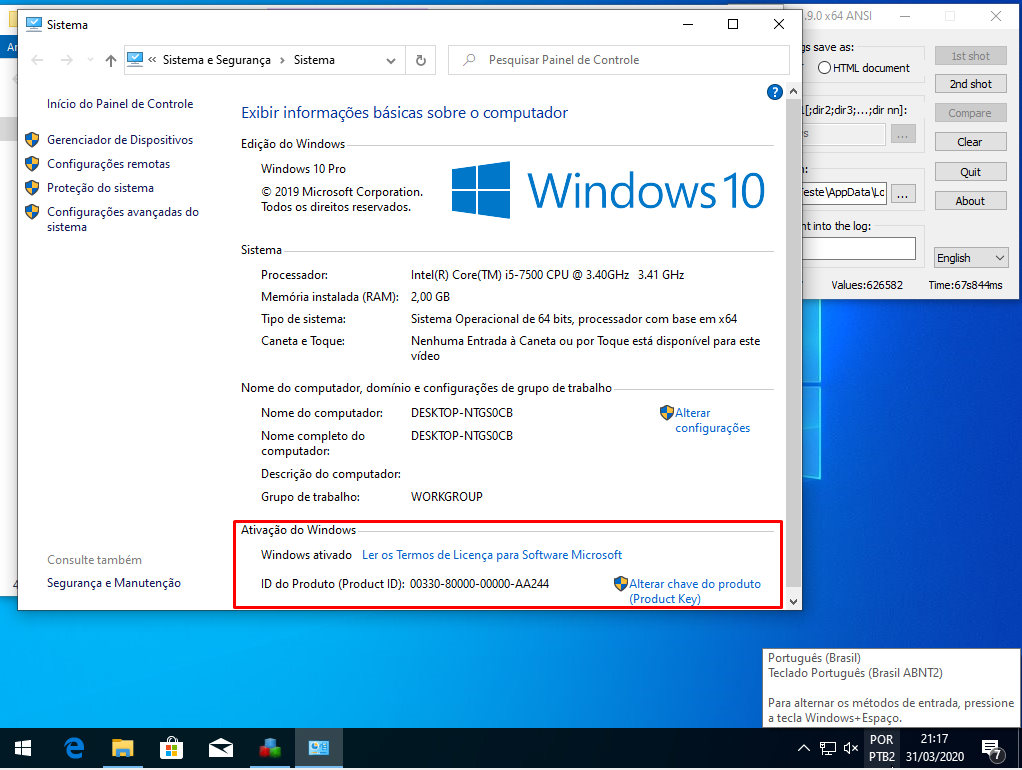 Sistema
Sistema e Segurança
Sistema
Pesquisar Painel de Controle
Início do Painel de Controle
Gerenciador de Dispositivos
Configurações remotas
Proteção do sistema
Configurações avançadas do
sistema
Consulte também
Segurança e Manutenção
Exibir informações básicas sobre o computador
Edição do Windows
Windows 10 Pro
© 2019 Microsoft Corporation.
Todos os direitos reservados.
Windows 10
Sistema
Processador: Intel(R) Core(TM) i5-7500 CPU @ 3.40GHz 3.41 GHz
Memória instalada (RAM): 2,00 GB
Tipo de sistema: Sistema Operacional de 64 bits, processador com base em x64
Caneta e Toque: Nenhuma Entrada à Caneta ou por Toque está disponível para este
vídeo
Nome do computador, domínio e configurações de grupo de trabalho
Nome do computador: DESKTOP-NTGS0CB
Alterar
configurações
Nome completo do
computador:
DESKTOP-NTGS0CB
Descrição do computador:
Grupo de trabalho: WORKGROUP
Ativação do Windows
Windows ativado Ler os Termos de Licença para Software Microsoft
ID do Produto (Product ID): 00330-80000-00000-AA244
Alterar chave do produto
(Product Key)
.9.0 x64 ANSI
save as:
HTML document
[;dir2;dir3;...;dir nn]:
...
este\AppData\Lo
...
into the log:
1st shot
2nd shot
Compare
Clear
Quit
About
English
Values:626582
Time:67s844ms
Português (Brasil)
Teclado Português (Brasil ABNT2)
Para alternar os métodos de entrada, pressione
a tecla Windows+Espaço.
POR
PTB2
21:17
31/03/2020
7